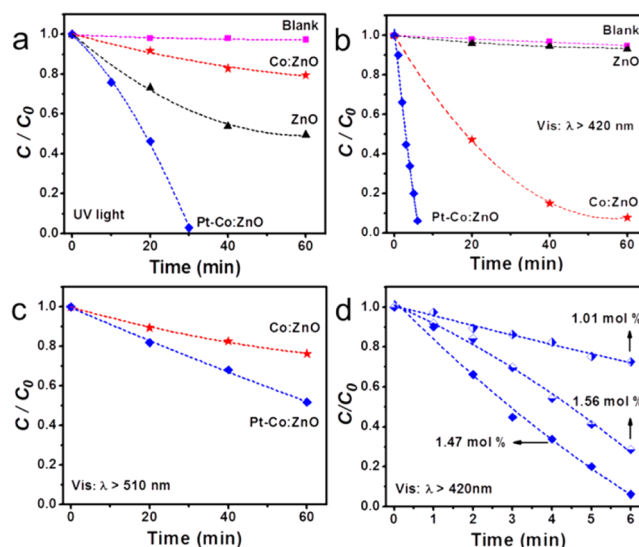 a
Blank
Co:ZnO
ZnO
Pt-Co:ZnO
UV light
1.0
0.8
0.6
0.4
0.2
0.0
C / C0
0
20
40
60
Time (min)
b
Blank
ZnO
Vis: λ > 420 nm
Co:ZnO
Pt-Co:ZnO
1.0
0.8
0.6
0.4
0.2
0.0
C / C0
0
20
40
60
Time (min)
c
Co:ZnO
Pt-Co:ZnO
Vis: λ > 510 nm
1.0
0.8
0.6
0.4
0.2
0.0
C / C0
0
20
40
60
Time (min)
d
1.01 mol %
1.56 mol %
1.47 mol %
Vis: λ > 420nm
1.0
0.8
0.6
0.4
0.2
0.0
C/C0
0
1
2
3
4
5
6
Time (min)